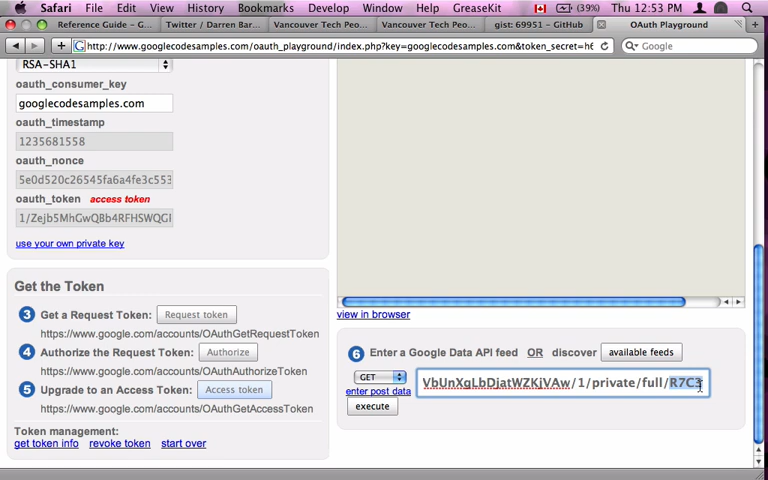 Safari File Edit View History Bookmarks Develop Window Help GreaseKit (39%) Thu 12:53 PM
Reference Guide – G... Twitter / Darren Bar... Vancouver Tech Peo... Vancouver Tech Peo... gist: 69951 — GitHub OAuth Playground
http://www.googlecodesamples.com/oauth_playground/index.php?key=googlecodesamples.com&token_secret=h6 Google
RSA-SHA1
oauth_consumer_key
googlecodesamples.com
oauth_timestamp
1235681558
oauth_nonce
5e0d520c26545fa6a4fe3c553
oauth_token access token
1/Zejb5MhGwQBb4RFHSWQGI
use your own private key
Get the Token
3 Get a Request Token: Request token
https://www.google.com/accounts/OAuthGetRequestToken
4 Authorize the Request Token: Authorize
https://www.google.com/accounts/OAuthAuthorizeToken
5 Upgrade to an Access Token: Access token
https://www.google.com/accounts/OAuthGetAccessToken
Token management:
get token info revoke token start over
view in browser
6 Enter a Google Data API feed OR discover available feeds
GET VbUnXgLbDjatWZKjVAw/1/private/full/R7C3
enter post data
execute